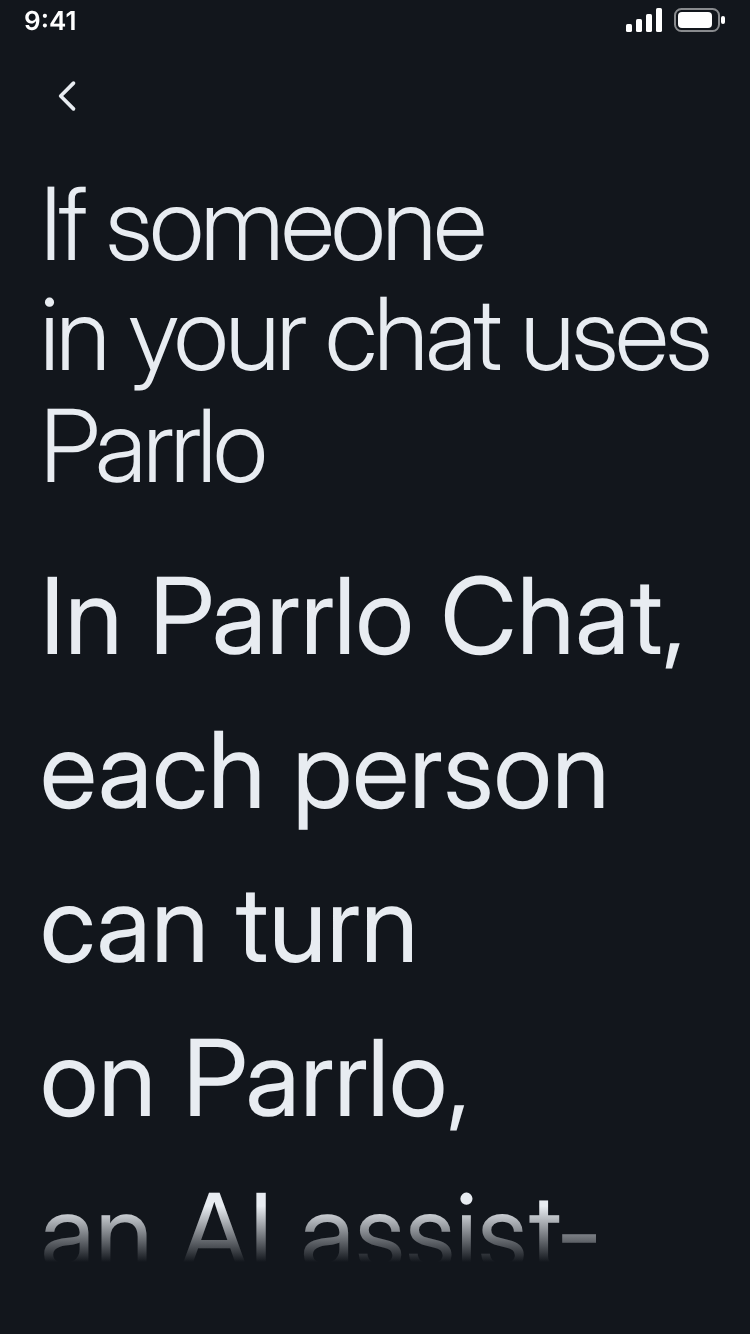 9:41
If someone
in your chat uses
Parrlo
In Parrlo Chat,
each person
can turn
on Parrlo,
an AI assist-